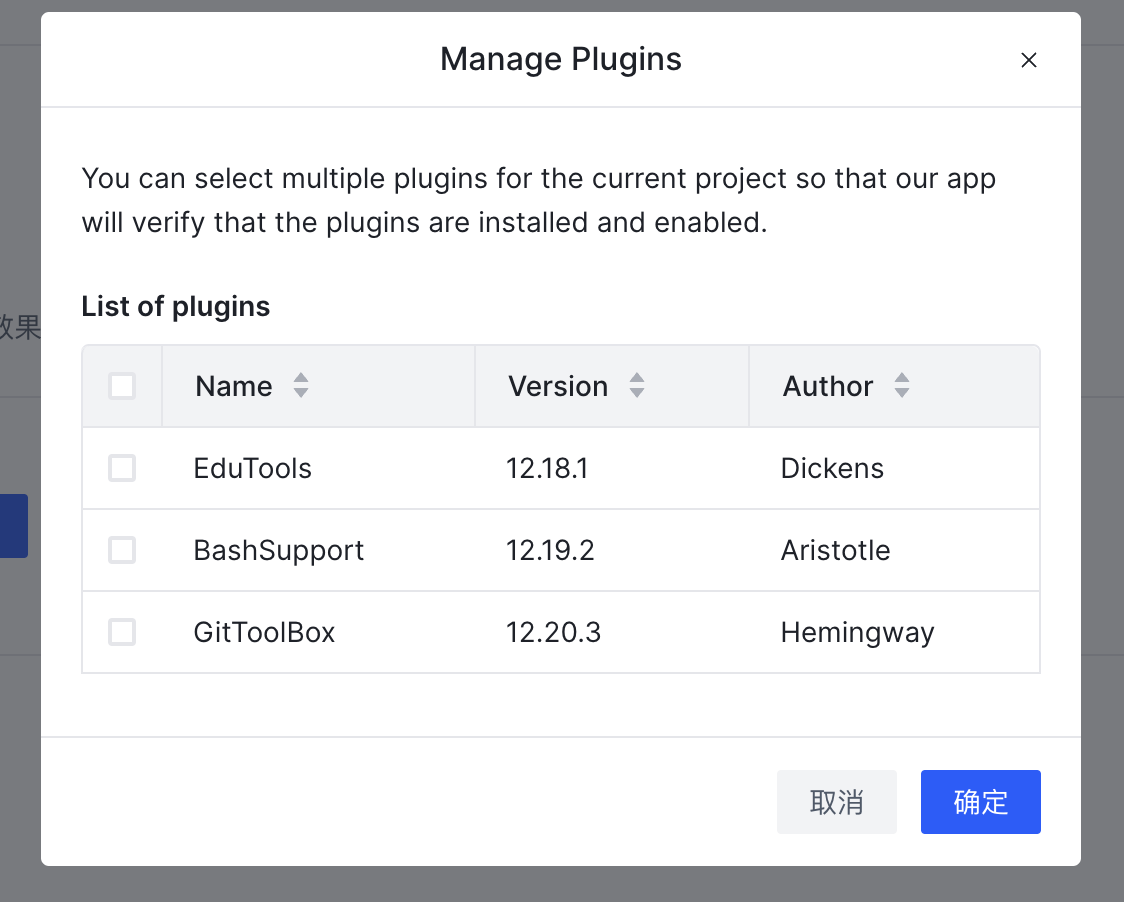 Manage Plugins
You can select multiple plugins for the current project so that our app
will verify that the plugins are installed and enabled.
效果
List of plugins
Name Version Author
EduTools 12.18.1 Dickens
BashSupport 12.19.2 Aristotle
GitToolBox 12.20.3 Hemingway
取消 确定